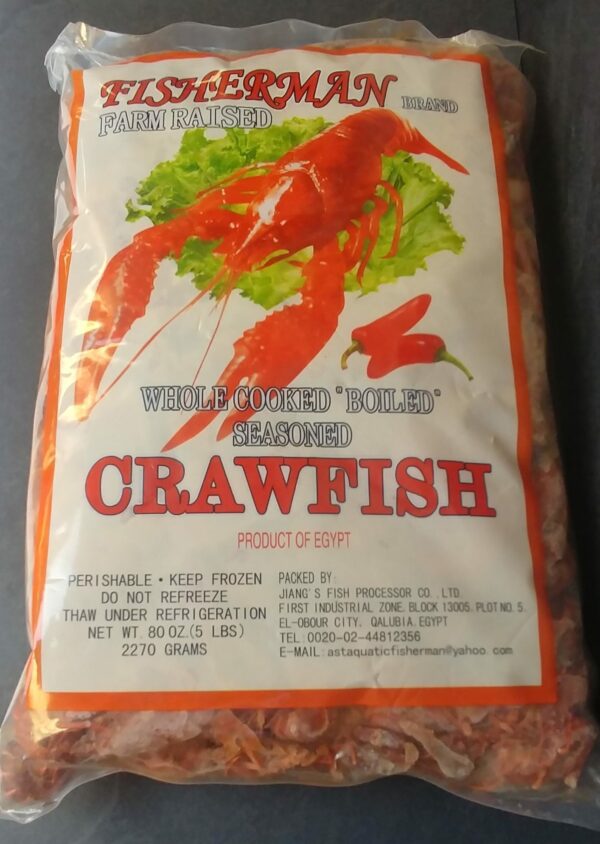 FISHERMAN BRAND
FARM RAISED
WHOLE COOKED "BOILED"
SEASONED
CRAWFISH
PRODUCT OF EGYPT
PERISHABLE • KEEP FROZEN
DO NOT REFREEZE
THAW UNDER REFRIGERATION
NET WT. 80 OZ.(5 LBS)
2270 GRAMS
PACKED BY:
JIANG'S FISH PROCESSOR CO., LTD.
FIRST INDUSTRIAL ZONE. BLOCK 13005. PLOT NO. 5.
EL-OBOUR CITY. QALUBIA. EGYPT
TEL:0020-02-44812356
E-MAIL:astaquaticfisherman@yahoo.com